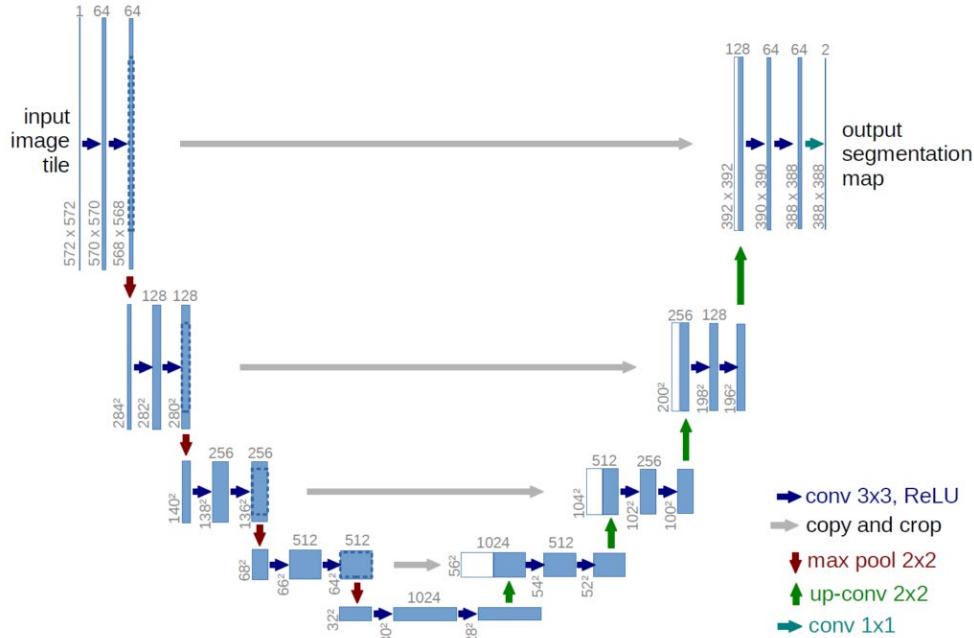 1 64 64
input
image
tile
572 x 572
570 x 570
568 x 568
128 64 64 2
output
segmentation
map
392 x 392
390 x 390
388 x 388
388 x 388
128 128
284²
282²
280²
256 128
200²
198²
196²
256 256
140²
138²
136²
512 256
104²
102²
100²
512 512
68²
66²
64²
1024 512
56²
54²
52²
1024
32²
conv 3x3, ReLU
copy and crop
max pool 2x2
up-conv 2x2
conv 1x1